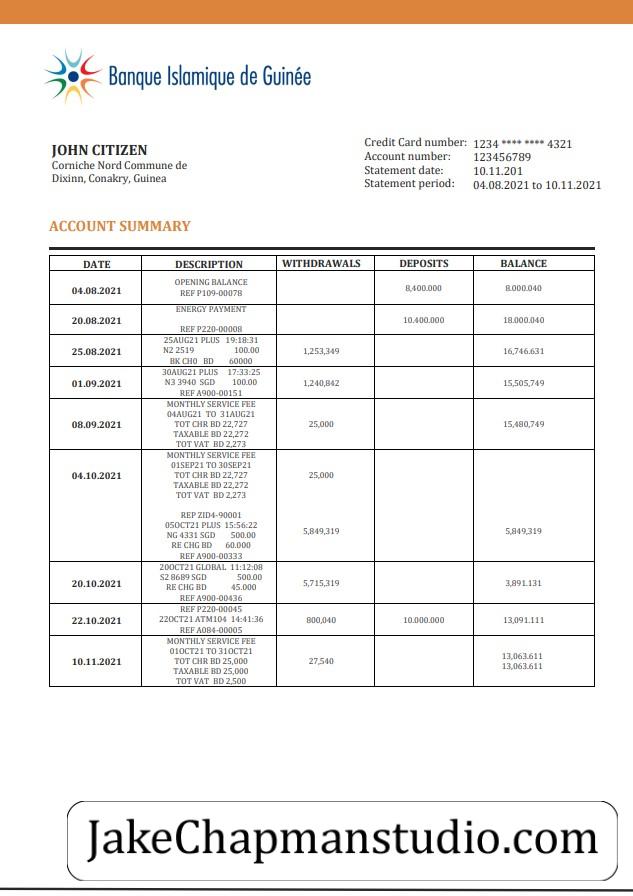 Banque Islamique de Guinée
JOHN CITIZEN
Corniche Nord Commune de
Dixinn, Conakry, Guinea
Credit Card number: 1234 **** **** 4321
Account number: 123456789
Statement date: 10.11.201
Statement period: 04.08.2021 to 10.11.2021
ACCOUNT SUMMARY
DATE DESCRIPTION WITHDRAWALS DEPOSITS BALANCE
OPENING BALANCE
04.08.2021 8,400.000 8.000.040
REF P109-00078
ENERGY PAYMENT
20.08.2021 10.400.000 18.000.040
REF P220-00008
25AUG21 PLUS 19:18:31
25.08.2021 N2 2519 100.00 1,253,349 16,746.631
BK CH0 BD 60000
30AUG21 PLUS 17:33:25
01.09.2021 N3 3940 SGD 100.00 1,240,842 15,505,749
REF A900-00151
MONTHLY SERVICE FEE
04AUG21 TO 31AUG21
08.09.2021 TOT CHR BD 22,727 25,000 15,480,749
TAXABLE BD 22,272
TOT VAT BD 2,273
MONTHLY SERVICE FEE
01SEP21 TO 30SEP21
04.10.2021 TOT CHR BD 22,727 25,000
TAXABLE BD 22,272
TOT VAT BD 2,273
REP ZID4-90001
05OCT21 PLUS 15:56:22
NG 4331 SGD 500.00 5,849,319 5,849,319
RE CHG BD 60.000
REF A900-00333
20OCT21 GLOBAL 11:12:08
20.10.2021 S2 8689 SGD 500.00 5,715,319 3,891.131
RE CHG BD 45.000
REF A900-00436
REF P220-00045
22.10.2021 22OCT21 ATM104 14:41:36 800,040 10.000.000 13,091.111
REF A084-00005
MONTHLY SERVICE FEE
01OCT21 TO 31OCT21
10.11.2021 TOT CHR BD 25,000 27,540 13,063.611
13,063.611
TAXABLE BD 25,000
TOT VAT BD 2,500
JakeChapmanstudio.com